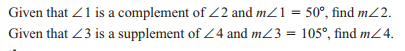 Given that ∠1 is a complement of ∠2 and m∠1 = 50°, find m∠2.
Given that ∠3 is a supplement of ∠4 and m∠3 = 105°, find m∠4.